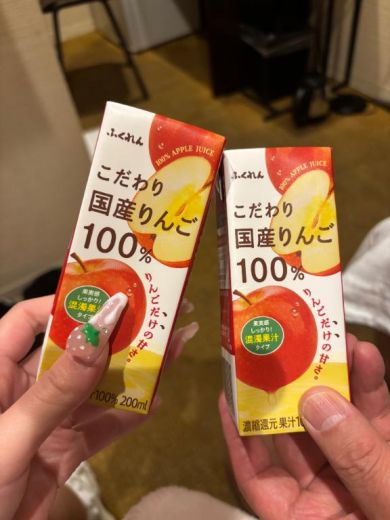 ふくれん
100% APPLE JUICE
こだわり
国産りんご
100%
りんごだけの甘さ。
果実感
しっかり!
混濁果汁
タイプ
100% 200ml
ふくれん
100% APPLE JUICE
こだわり
国産りんご
100%
りんごだけの甘さ。
果実感
しっかり!
混濁果汁
タイプ
濃縮還元 果汁10